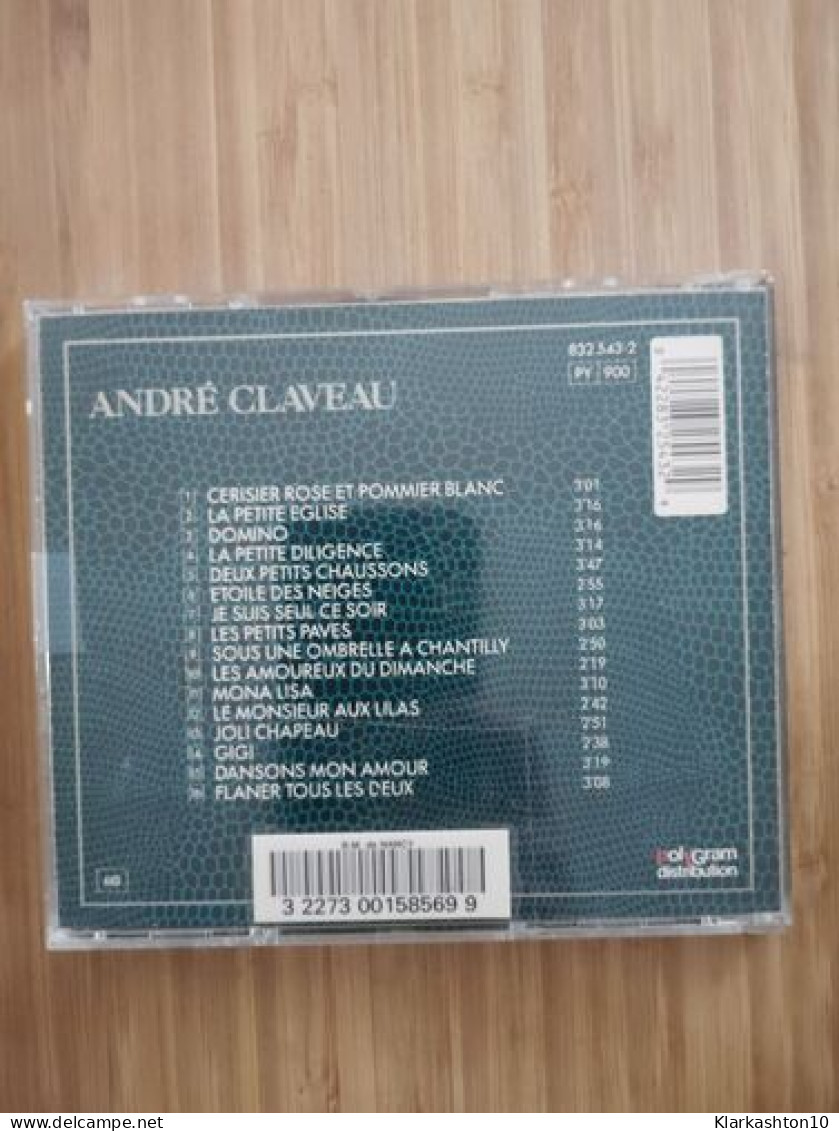 832.543-2
PY 900
ANDRÉ CLAVEAU
1 CERISIER ROSE ET POMMIER BLANC 3'01
2 LA PETITE EGLISE 3'16
3 DOMINO 3'16
4 LA PETITE DILIGENCE 3'14
5 DEUX PETITS CHAUSSONS 3'47
6 ETOILE DES NEIGES 2'55
7 JE SUIS SEUL CE SOIR 3'17
8 LES PETITS PAVES 3'03
9 SOUS UNE OMBRELLE A CHANTILLY 2'50
10 LES AMOUREUX DU DIMANCHE 2'19
11 MONA LISA 3'10
12 LE MONSIEUR AUX LILAS 2'42
13 JOLI CHAPEAU 2'51
14 GIGI 2'38
15 DANSONS MON AMOUR 3'19
16 FLANER TOUS LES DEUX 3'08
B.M. de NANCY
3 2273 00158569 9
polyGram
distribution
Klarkashton10